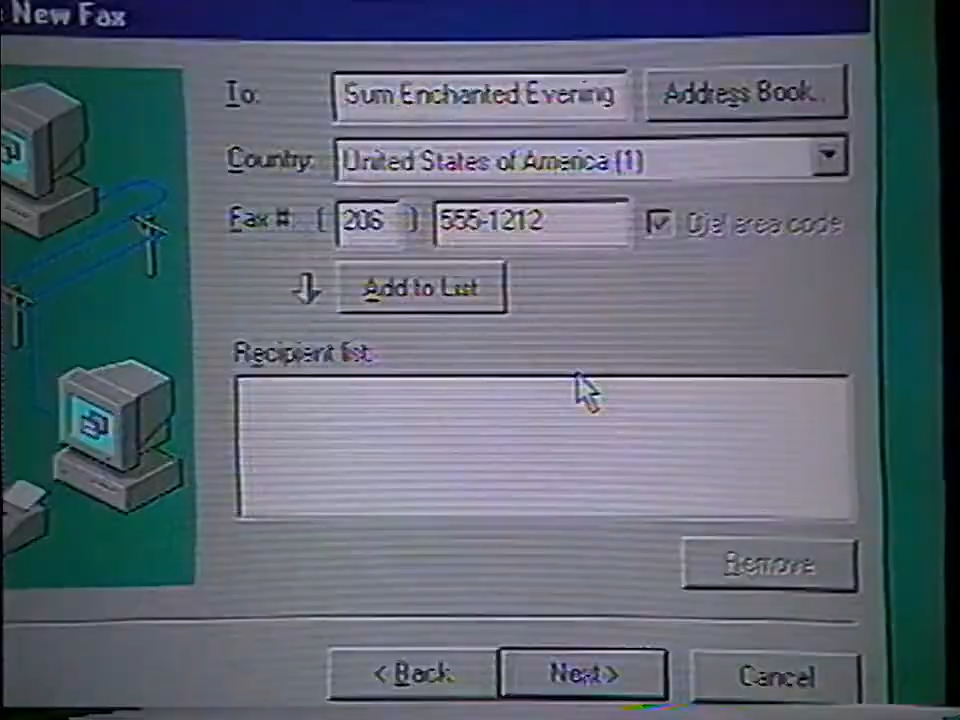 New Fax
To: Sum Enchanted Evening Address Book...
Country: United States of America (1)
Fax #: ( 206 ) 555-1212 Dial area code
Add to List
Recipient list:
Remove
< Back Next > Cancel